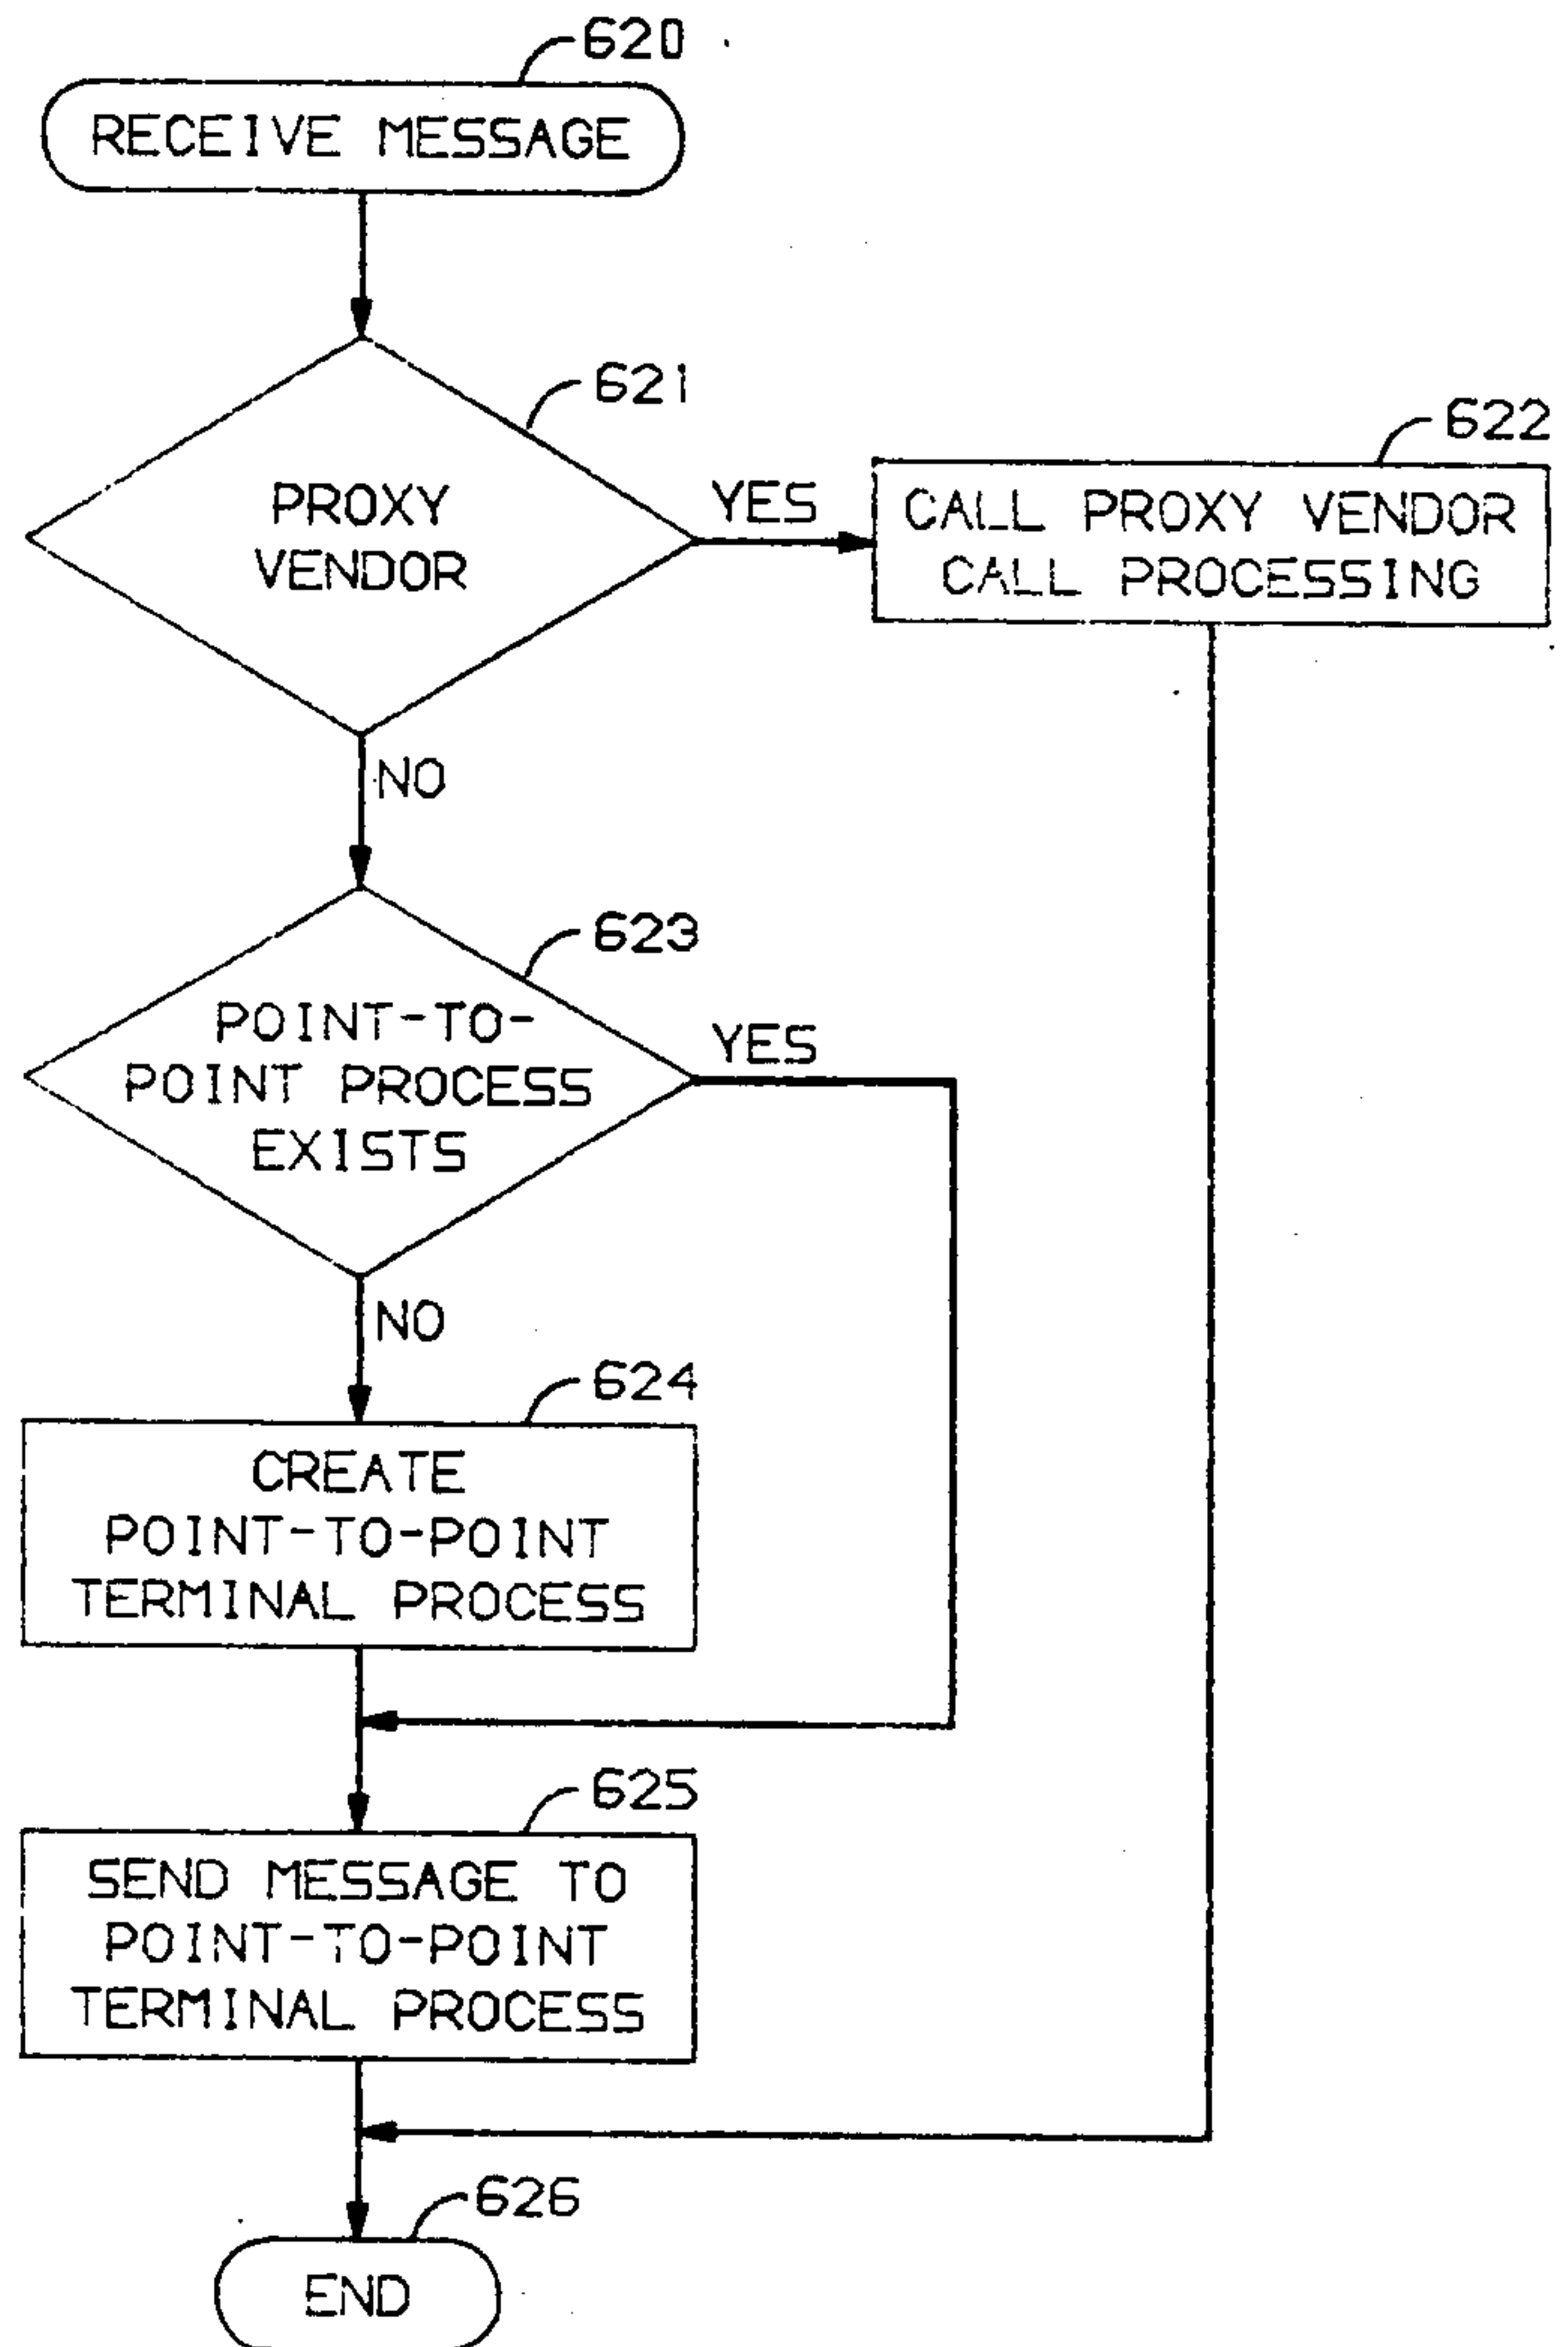 620
RECEIVE MESSAGE
621
PROXY
VENDOR
YES
622
CALL PROXY VENDOR
CALL PROCESSING
NO
623
POINT-TO-
POINT PROCESS
EXISTS
YES
NO
624
CREATE
POINT-TO-POINT
TERMINAL PROCESS
625
SEND MESSAGE TO
POINT-TO-POINT
TERMINAL PROCESS
626
END